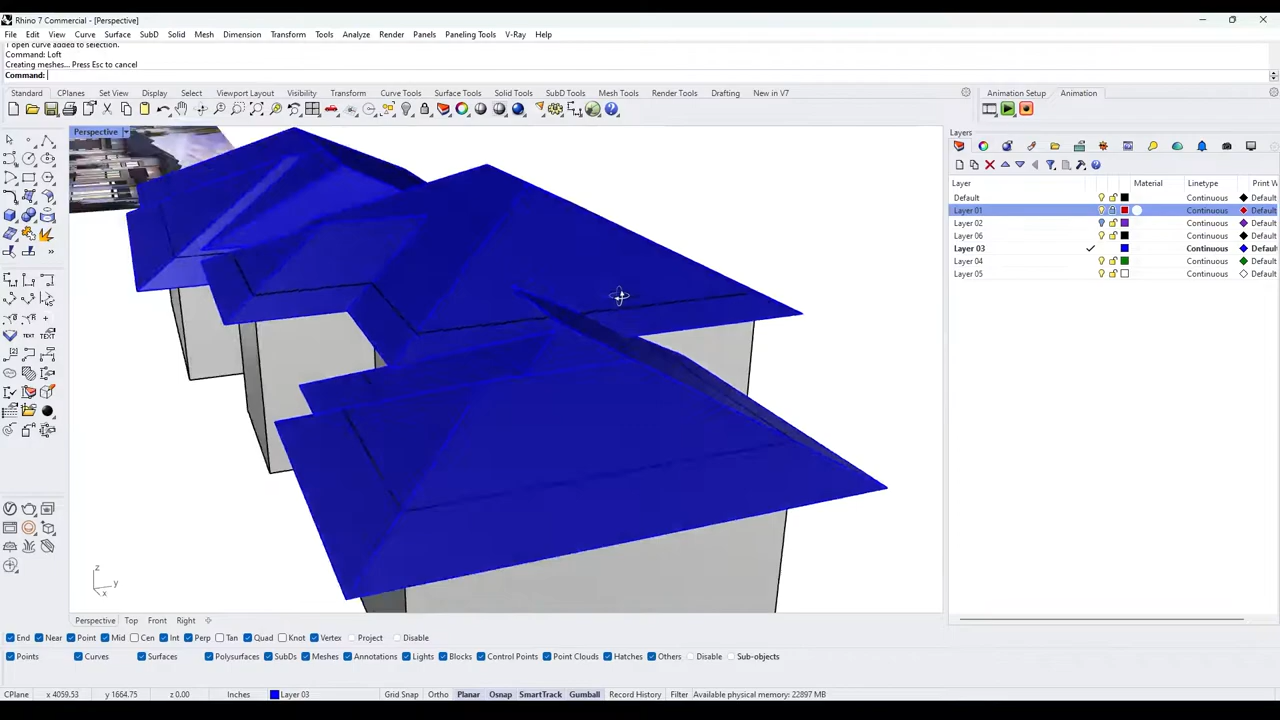 Rhino 7 Commercial - [Perspective]
File Edit View Curve Surface SubD Solid Mesh Dimension Transform Tools Analyze Render Panels Paneling Tools V-Ray Help
1 open curve added to selection.
Command: Loft
Creating meshes... Press Esc to cancel
Command:
Standard CPlanes Set View Display Select Viewport Layout Visibility Transform Curve Tools Surface Tools Solid Tools SubD Tools Mesh Tools Render Tools Drafting New in V7
Animation Setup Animation
Perspective
Layers
Layer Material Linetype Print W
Default Continuous Default
Layer 01 Continuous Default
Layer 02 Continuous Default
Layer 06 Continuous Default
Layer 03 Continuous Default
Layer 04 Continuous Default
Layer 05 Continuous Default
z
y
x
Perspective Top Front Right
End Near Point Mid Cen Int Perp Tan Quad Knot Vertex Project Disable
Points Curves Surfaces Polysurfaces SubDs Meshes Annotations Lights Blocks Control Points Point Clouds Hatches Others Disable Sub-objects
CPlane x 4059.53 y 1664.75 z 0.00 Inches Layer 03 Grid Snap Ortho Planar Osnap SmartTrack Gumball Record History Filter Available physical memory: 22897 MB